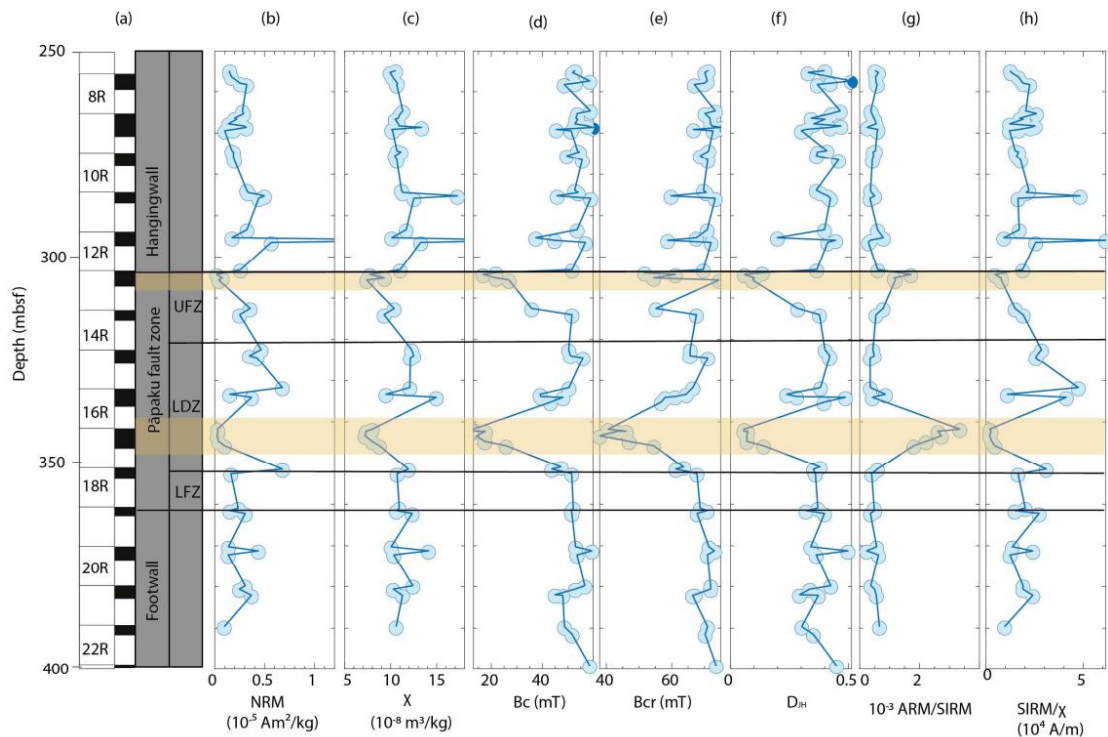 (a) (b) (c) (d) (e) (f) (g) (h)
250
8R
10R
Hangingwall
12R
300
Depth (mbsf)
Pāpaku fault zone
UFZ
14R
LDZ
16R
350
18R
LFZ
20R
Footwall
22R
400
0 0.5 1 5 10 15 20 40 40 60 70 0 0.5 0 2 0 5
NRM χ Bc (mT) Bcr (mT) DJH 10-3 ARM/SIRM SIRM/χ
(10-5 Am2/kg) (10-8 m3/kg) (104 A/m)